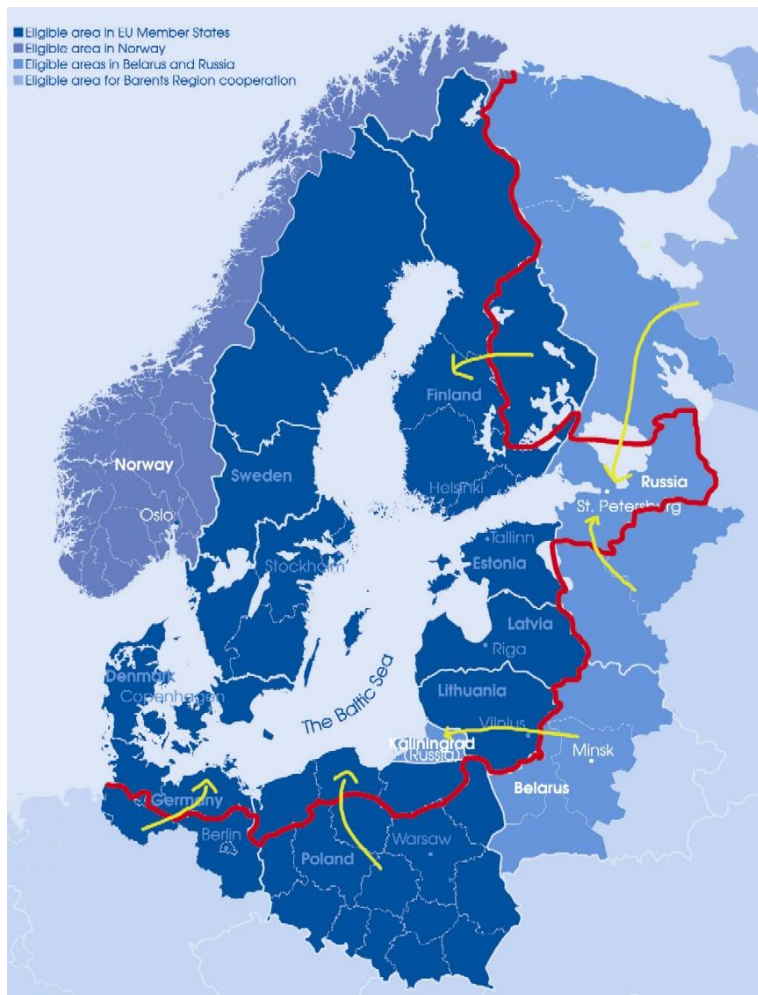 Eligible area in EU Member States
Eligible area in Norway
Eligible areas in Belarus and Russia
Eligible area for Barents Region cooperation
Finland
Norway
Sweden
Helsinki
Russia
Oslo
St. Petersburg
Tallinn
Stockholm
Estonia
Latvia
Riga
Denmark
Copenhagen
The Baltic Sea
Lithuania
Vilnius
Kaliningrad
(Russia)
Minsk
Belarus
Germany
Berlin
Warsaw
Poland